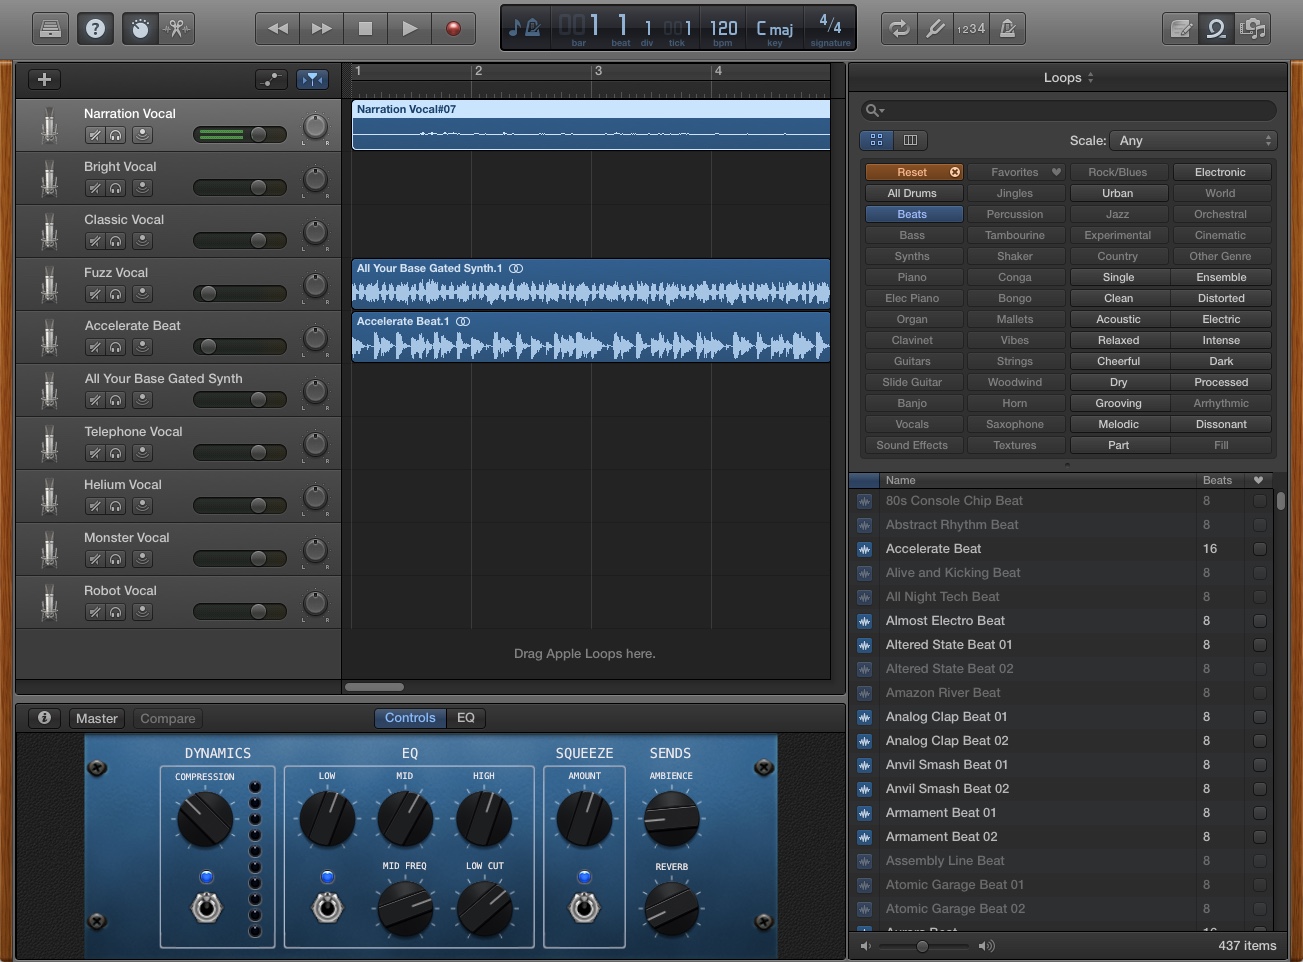 1 1 1 1
120
C maj
4/4
1234
bar beat div tick bpm key signature
1 2 3 4
Narration Vocal
L R
Narration Vocal#07
Bright Vocal
L R
Classic Vocal
L R
Fuzz Vocal
L R
All Your Base Gated Synth.1
Accelerate Beat
L R
Accelerate Beat.1
All Your Base Gated Synth
L R
Telephone Vocal
L R
Helium Vocal
L R
Monster Vocal
L R
Robot Vocal
L R
Drag Apple Loops here.
Master Compare Controls EQ
DYNAMICS EQ SQUEEZE SENDS
COMPRESSION LOW MID HIGH AMOUNT AMBIENCE
MID FREQ LOW CUT REVERB
Loops
Scale: Any
Reset Favorites Rock/Blues Electronic
All Drums Jingles Urban World
Beats Percussion Jazz Orchestral
Bass Tambourine Experimental Cinematic
Synths Shaker Country Other Genre
Piano Conga Single Ensemble
Elec Piano Bongo Clean Distorted
Organ Mallets Acoustic Electric
Clavinet Vibes Relaxed Intense
Guitars Strings Cheerful Dark
Slide Guitar Woodwind Dry Processed
Banjo Horn Grooving Arrhythmic
Vocals Saxophone Melodic Dissonant
Sound Effects Textures Part Fill
Name Beats
80s Console Chip Beat 8
Abstract Rhythm Beat 8
Accelerate Beat 16
Alive and Kicking Beat 8
All Night Tech Beat 8
Almost Electro Beat 8
Altered State Beat 01 8
Altered State Beat 02 8
Amazon River Beat 8
Analog Clap Beat 01 8
Analog Clap Beat 02 8
Anvil Smash Beat 01 8
Anvil Smash Beat 02 8
Armament Beat 01 8
Armament Beat 02 8
Assembly Line Beat 8
Atomic Garage Beat 01 8
Atomic Garage Beat 02 8
437 items